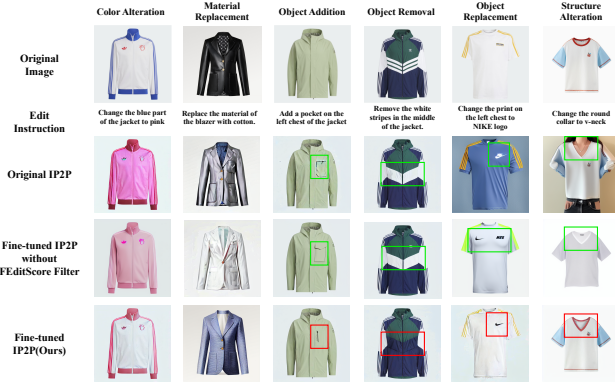 Color Alteration
Material
Replacement
Object Addition
Object Removal
Object
Replacement
Structure
Alteration
Original
Image
Edit
Instruction
Change the blue part
of the jacket to pink
Replace the material of
the blazer with cotton.
Add a pocket on the
left chest of the jacket
Remove the white
stripes in the middle
of the jacket.
Change the print on
the left chest to
NIKE logo
Change the round
collar to v-neck
Original IP2P
Fine-tuned IP2P
without
FEditScore Filter
Fine-tuned
IP2P(Ours)